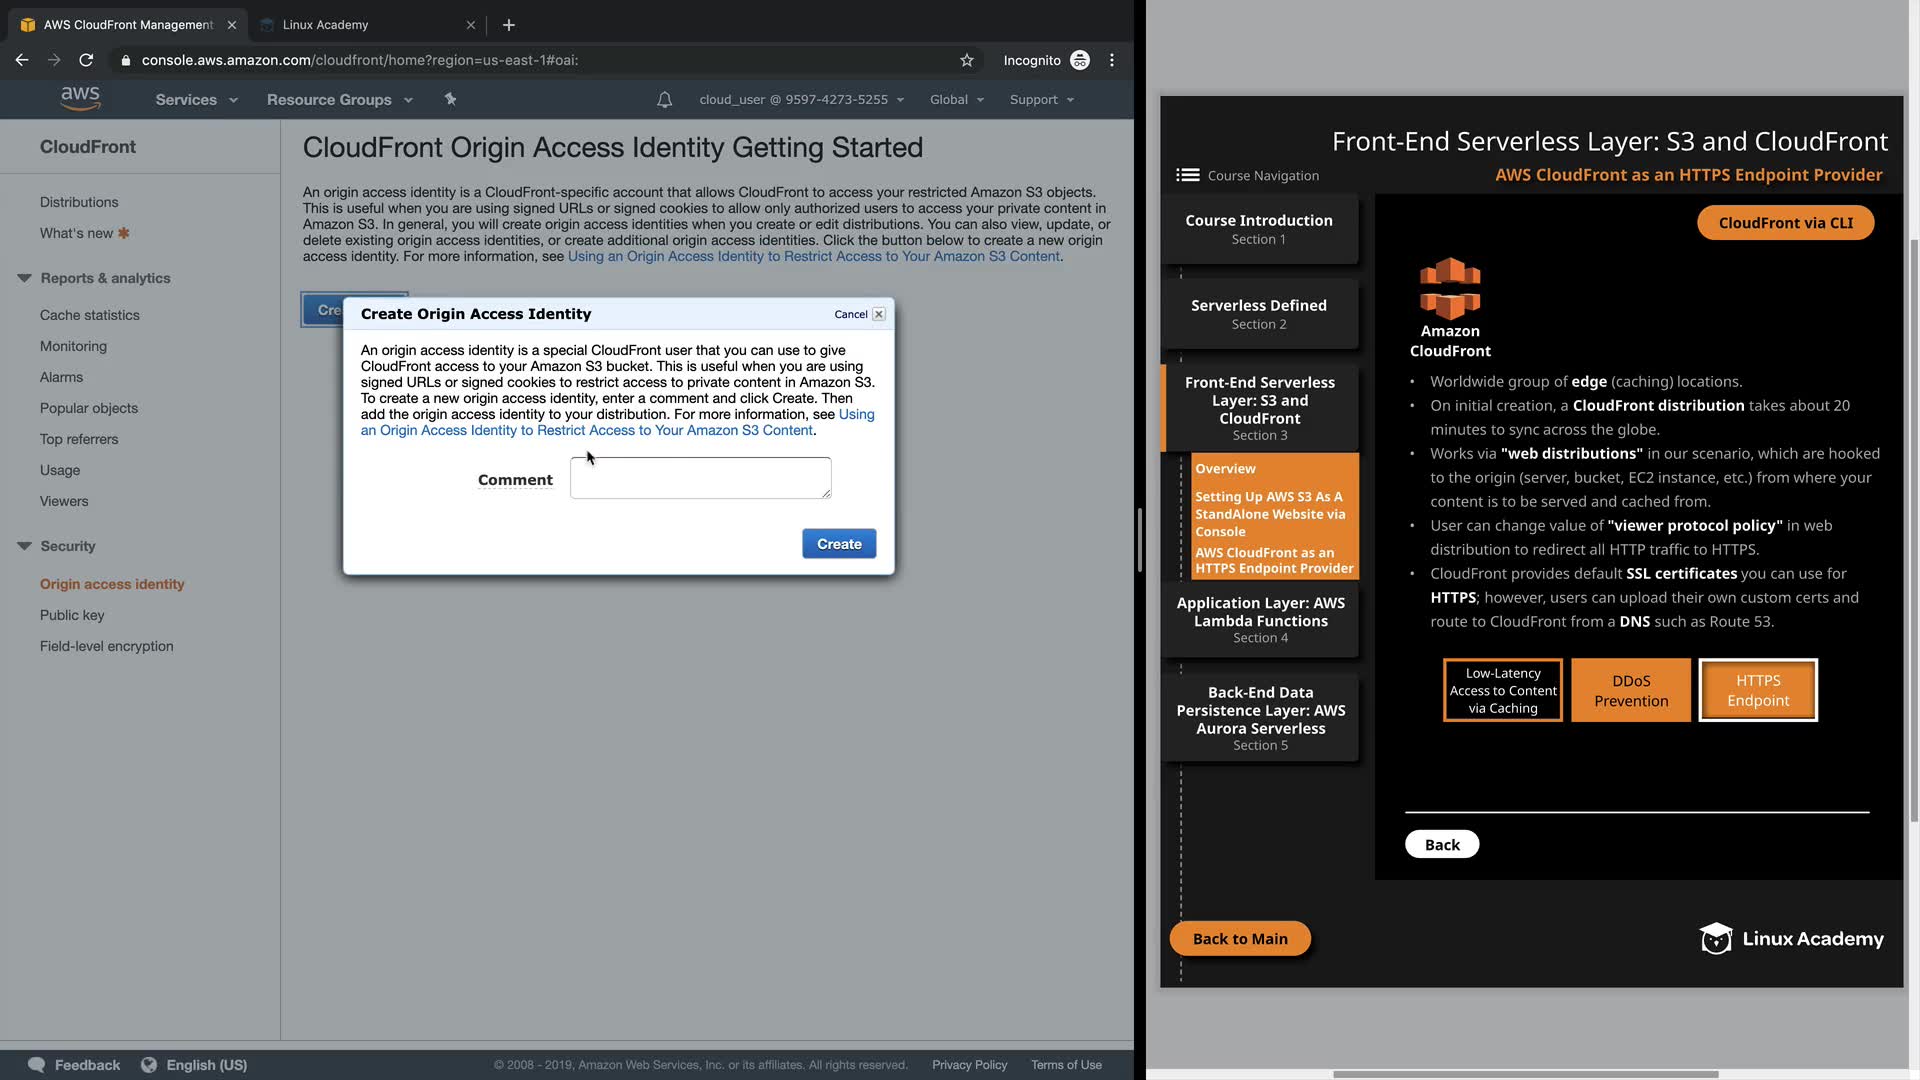 AWS CloudFront Management
Linux Academy
console.aws.amazon.com/cloudfront/home?region=us-east-1#oai:
Incognito
aws
Services
Resource Groups
cloud_user @ 9597-4273-5255
Global
Support
CloudFront
Distributions
What's new
Reports & analytics
Cache statistics
Monitoring
Alarms
Popular objects
Top referrers
Usage
Viewers
Security
Origin access identity
Public key
Field-level encryption
CloudFront Origin Access Identity Getting Started
An origin access identity is a CloudFront-specific account that allows CloudFront to access your restricted Amazon S3 objects.
This is useful when you are using signed URLs or signed cookies to allow only authorized users to access your private content in
Amazon S3. In general, you will create origin access identities when you create or edit distributions. You can also view, update, or
delete existing origin access identities, or create additional origin access identities. Click the button below to create a new origin
access identity. For more information, see Using an Origin Access Identity to Restrict Access to Your Amazon S3 Content.
Cre
Create Origin Access Identity
Cancel
An origin access identity is a special CloudFront user that you can use to give
CloudFront access to your Amazon S3 bucket. This is useful when you are using
signed URLs or signed cookies to restrict access to private content in Amazon S3.
To create a new origin access identity, enter a comment and click Create. Then
add the origin access identity to your distribution. For more information, see Using
an Origin Access Identity to Restrict Access to Your Amazon S3 Content.
Comment
Create
Feedback
English (US)
© 2008 - 2019, Amazon Web Services, Inc. or its affiliates. All rights reserved.
Privacy Policy
Terms of Use
Front-End Serverless Layer: S3 and CloudFront
Course Navigation
AWS CloudFront as an HTTPS Endpoint Provider
Course Introduction
Section 1
Serverless Defined
Section 2
Front-End Serverless
Layer: S3 and
CloudFront
Section 3
Overview
Setting Up AWS S3 As A
StandAlone Website via
Console
AWS CloudFront as an
HTTPS Endpoint Provider
Application Layer: AWS
Lambda Functions
Section 4
Back-End Data
Persistence Layer: AWS
Aurora Serverless
Section 5
Back to Main
CloudFront via CLI
Amazon
CloudFront
• Worldwide group of edge (caching) locations.
• On initial creation, a CloudFront distribution takes about 20
minutes to sync across the globe.
• Works via "web distributions" in our scenario, which are hooked
to the origin (server, bucket, EC2 instance, etc.) from where your
content is to be served and cached from.
• User can change value of "viewer protocol policy" in web
distribution to redirect all HTTP traffic to HTTPS.
• CloudFront provides default SSL certificates you can use for
HTTPS; however, users can upload their own custom certs and
route to CloudFront from a DNS such as Route 53.
Low-Latency
Access to Content
via Caching
DDoS
Prevention
HTTPS
Endpoint
Back
Linux Academy